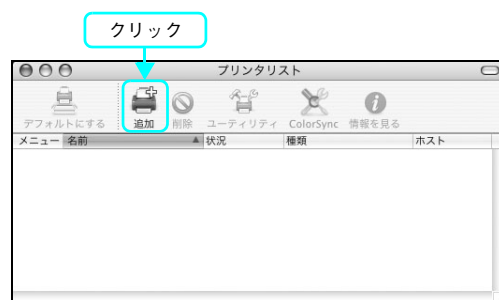 クリック
プリンタリスト
デフォルトにする 追加 削除 ユーティリティ ColorSync 情報を見る
メニュー 名前 状況 種類 ホスト